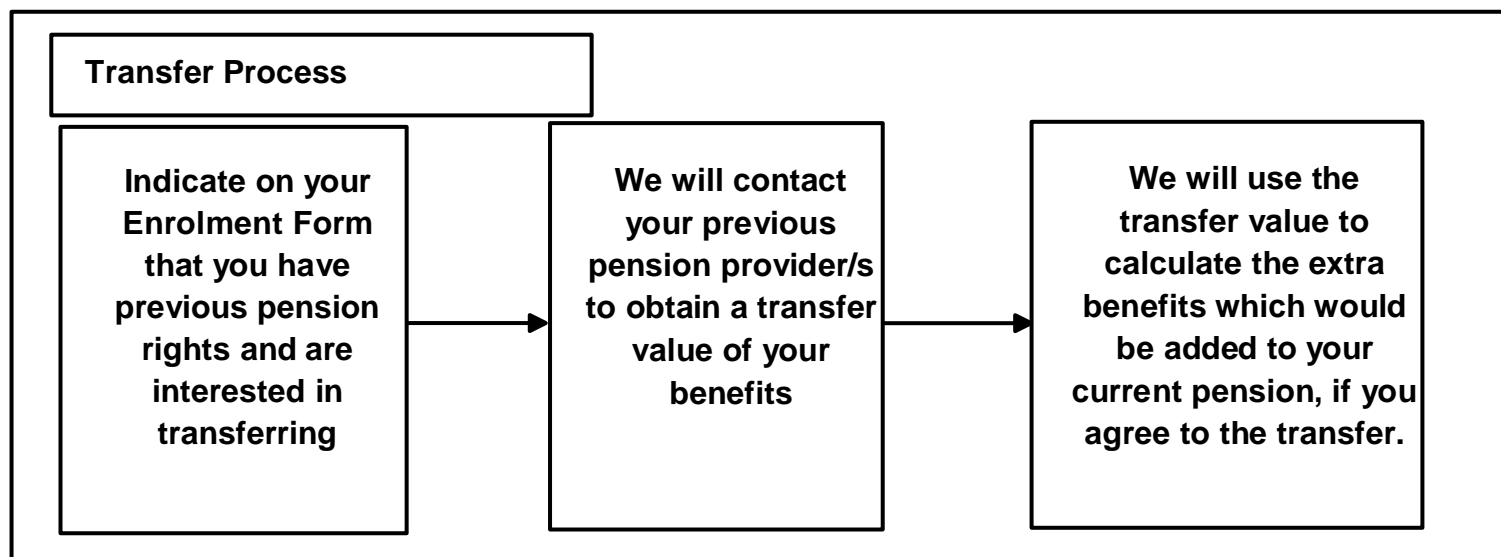 Transfer Process
Indicate on your
Enrolment Form
that you have
previous pension
rights and are
interested in
transferring
We will contact
your previous
pension provider/s
to obtain a transfer
value of your
benefits
We will use the
transfer value to
calculate the extra
benefits which would
be added to your
current pension, if you
agree to the transfer.